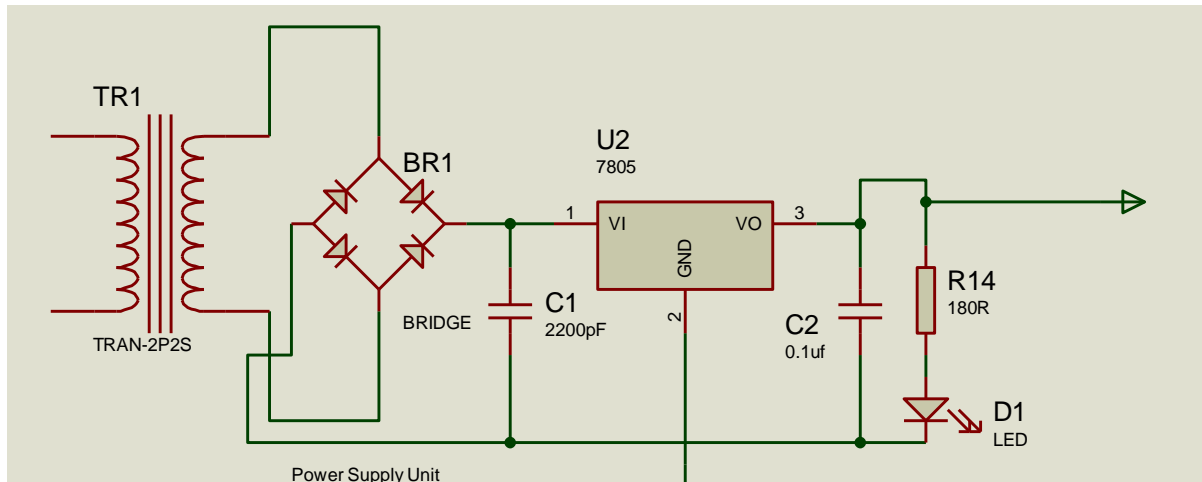 TR1
TRAN-2P2S
BR1
BRIDGE
C1
2200pF
U2
7805
1
VI
VO
3
GND
2
C2
0.1uf
R14
180R
D1
LED
Power Supply Unit